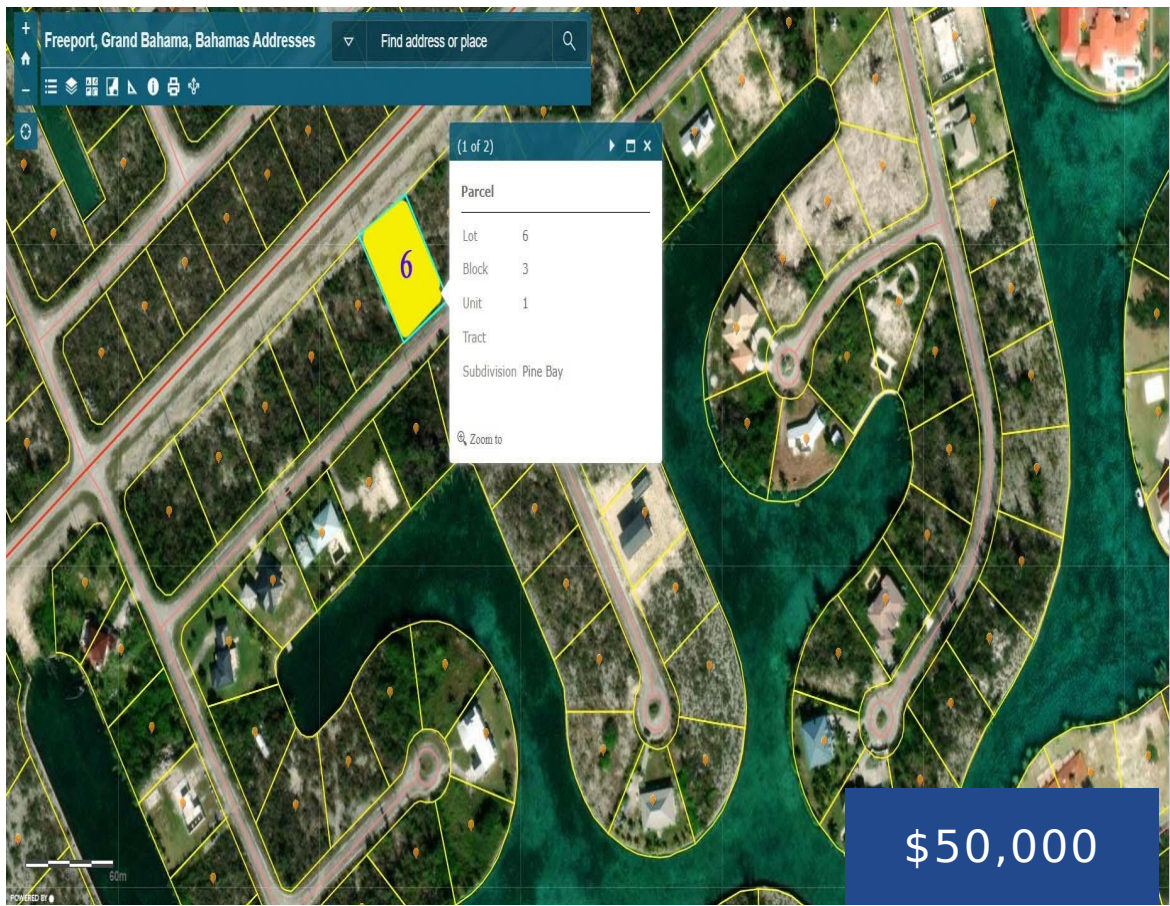 Freeport, Grand Bahama, Bahamas Addresses
Find address or place
(1 of 2)
Parcel
Lot 6
Block 3
Unit 1
Tract
Subdivision Pine Bay
Zoom to
6
60m
POWERED BY
$50,000